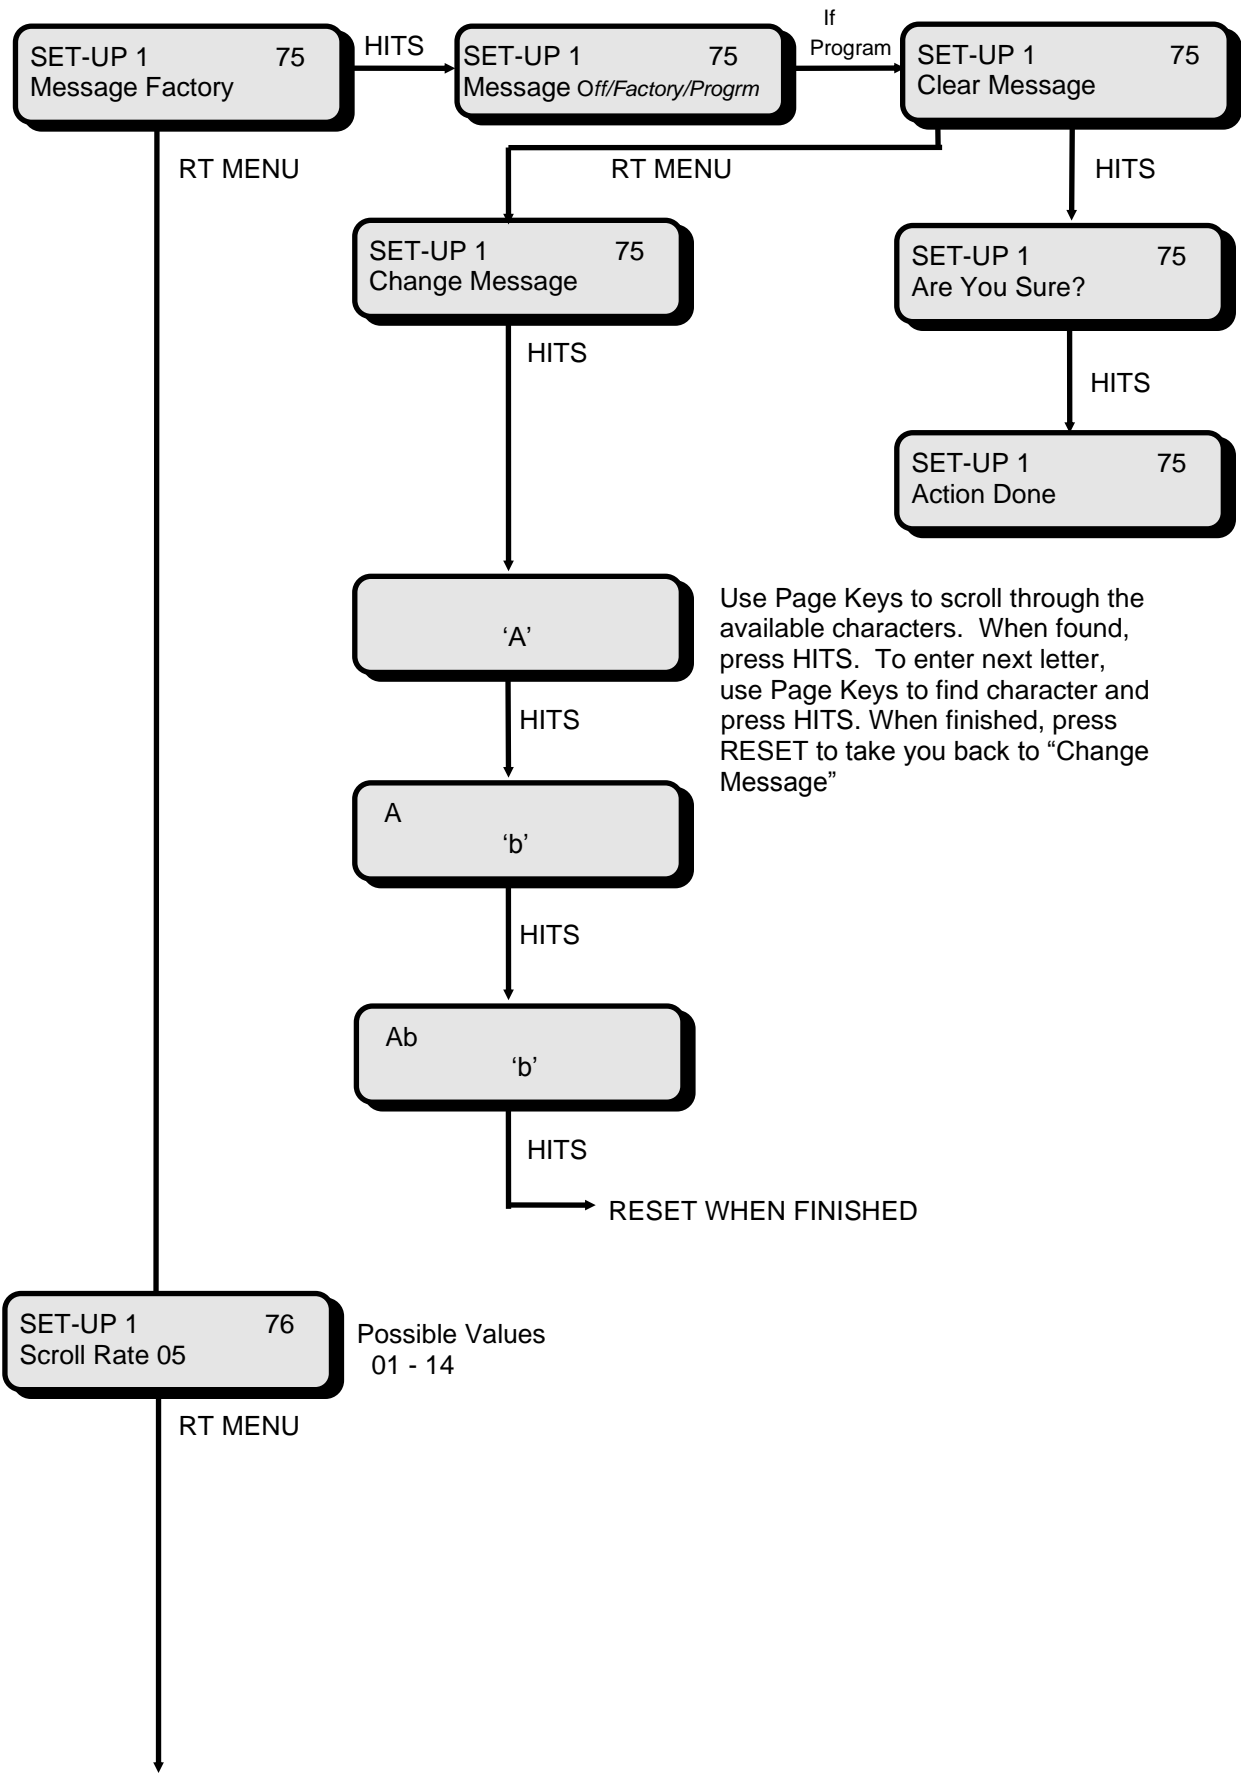 If
Program
SET-UP 1 75
Message Factory
HITS
SET-UP 1 75
Message Off/Factory/Progrm
SET-UP 1 75
Clear Message
RT MENU
RT MENU
HITS
SET-UP 1 75
Change Message
SET-UP 1 75
Are You Sure?
HITS
HITS
SET-UP 1 75
Action Done
‘A’
Use Page Keys to scroll through the
available characters.  When found,
press HITS.  To enter next letter,
use Page Keys to find character and
press HITS. When finished, press
RESET to take you back to “Change
Message”
HITS
A
‘b’
HITS
Ab
‘b’
HITS
RESET WHEN FINISHED
SET-UP 1 76
Scroll Rate 05
Possible Values
01 - 14
RT MENU